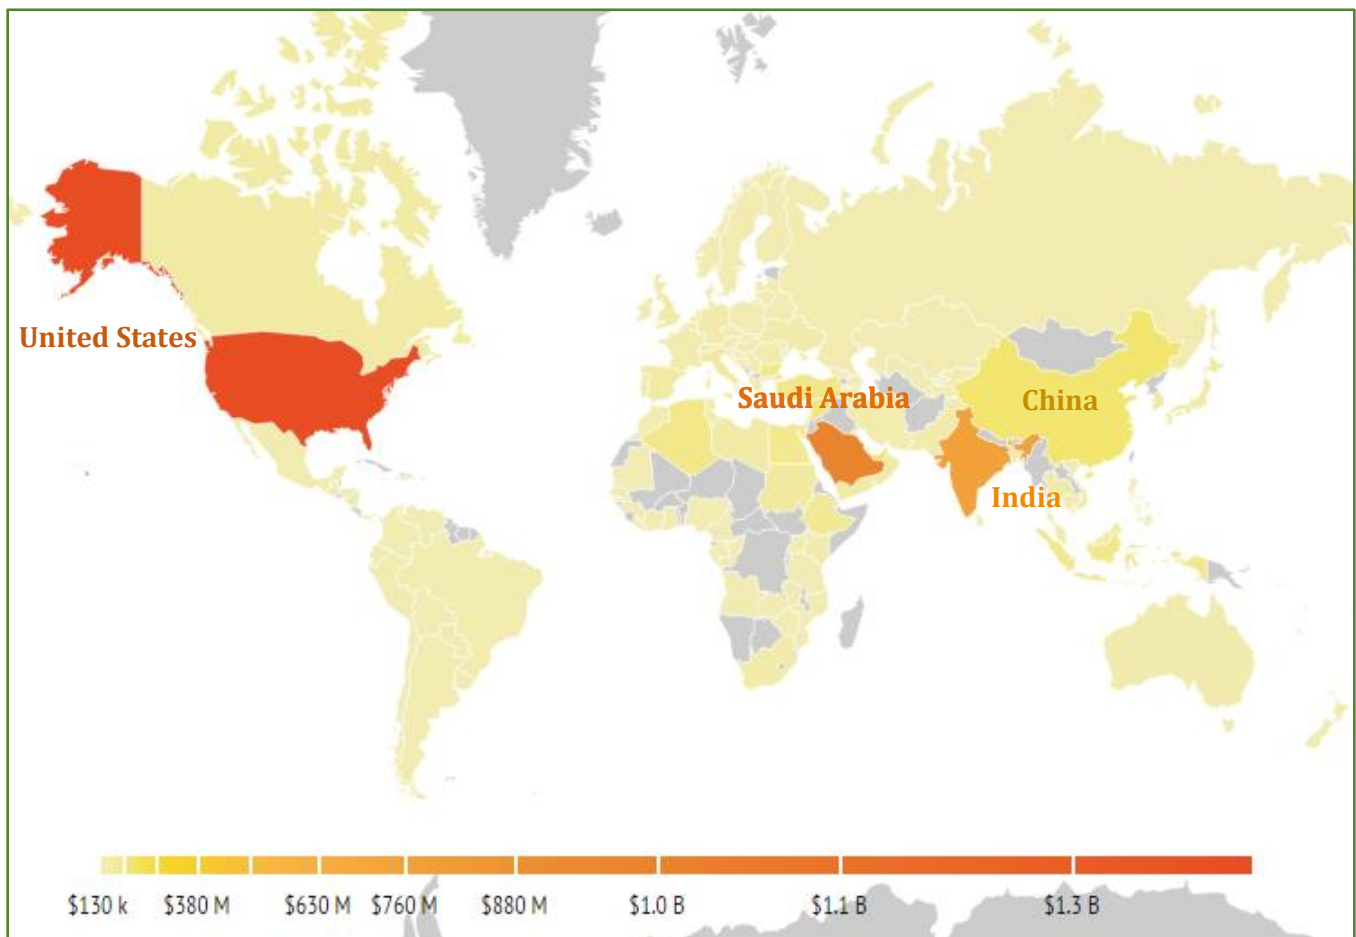 United States
Saudi Arabia
China
India
$130 k $380 M $630 M $760 M $880 M $1.0 B $1.1 B $1.3 B